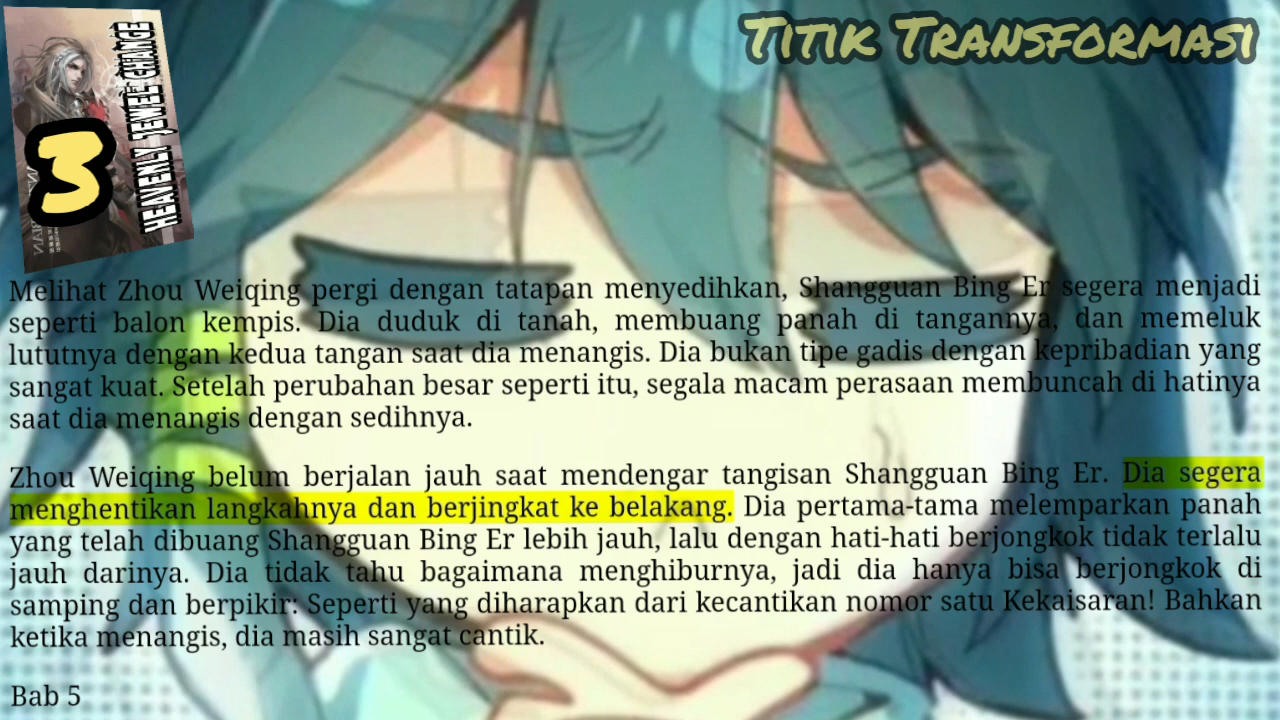 Titik Transformasi
HEAVENLY JEWEL CHANGE
3
Melihat Zhou Weiqing pergi dengan tatapan menyedihkan, Shangguan Bing Er segera menjadi
seperti balon kempis. Dia duduk di tanah, membuang panah di tangannya, dan memeluk
lututnya dengan kedua tangan saat dia menangis. Dia bukan tipe gadis dengan kepribadian yang
sangat kuat. Setelah perubahan besar seperti itu, segala macam perasaan membuncah di hatinya
saat dia menangis dengan sedihnya.
Zhou Weiqing belum berjalan jauh saat mendengar tangisan Shangguan Bing Er. Dia segera
menghentikan langkahnya dan berjingkat ke belakang. Dia pertama-tama melemparkan panah
yang telah dibuang Shangguan Bing Er lebih jauh, lalu dengan hati-hati berjongkok tidak terlalu
jauh darinya. Dia tidak tahu bagaimana menghiburnya, jadi dia hanya bisa berjongkok di
samping dan berpikir: Seperti yang diharapkan dari kecantikan nomor satu Kekaisaran! Bahkan
ketika menangis, dia masih sangat cantik.
Bab 5